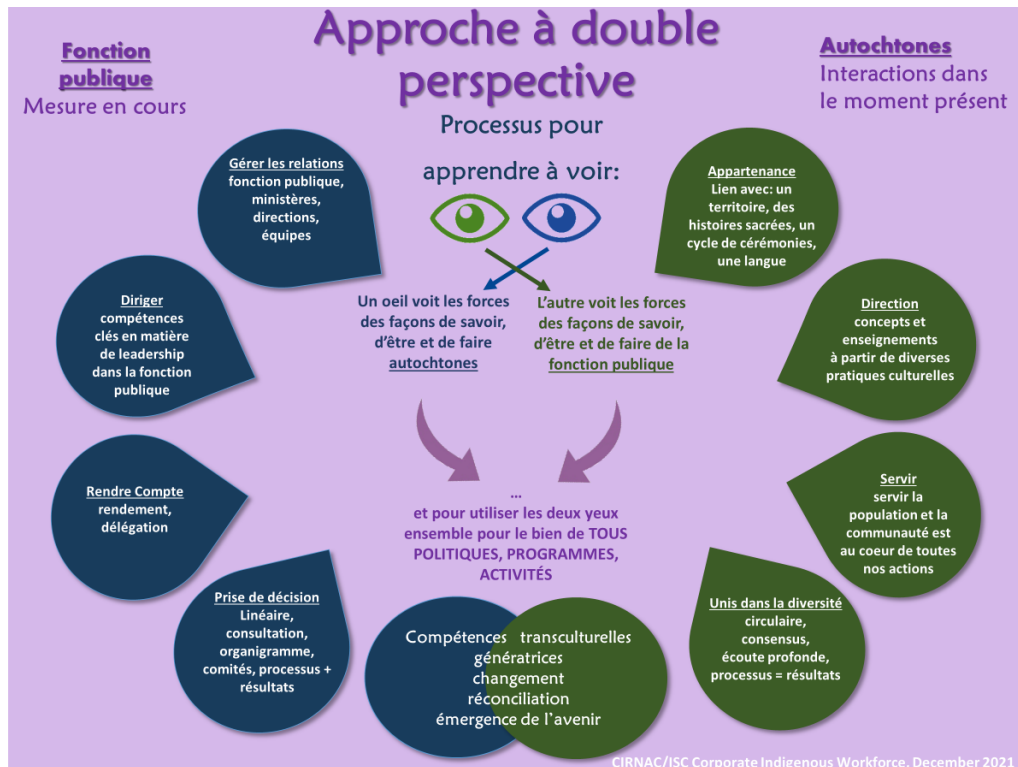 Approche à double
perspective
Fonction
publique
Mesure en cours
Autochtones
Interactions dans
le moment présent
Processus pour
apprendre à voir:
Gérer les relations
fonction publique,
ministères,
directions,
équipes
Diriger
compétences
clés en matière
de leadership
dans la fonction
publique
Rendre Compte
rendement,
délégation
Prise de décision
Linéaire,
consultation,
organigramme,
comités, processus +
résultats
Un oeil voit les forces
des façons de savoir,
d'être et de faire
autochtones
L'autre voit les forces
des façons de savoir,
d'être et de faire de la
fonction publique
...
et pour utiliser les deux yeux
ensemble pour le bien de TOUS
POLITIQUES, PROGRAMMES,
ACTIVITÉS
Compétences transculturelles
génératrices
changement
réconciliation
émergence de l'avenir
Appartenance
Lien avec: un
territoire, des
histoires sacrées, un
cycle de cérémonies,
une langue
Direction
concepts et
enseignements
à partir de diverses
pratiques culturelles
Servir
servir la
population et la
communauté est
au coeur de toutes
nos actions
Unis dans la diversité
circulaire,
consensus,
écoute profonde,
processus = résultats
CIRNAC/ISC Corporate Indigenous Workforce, December 2021